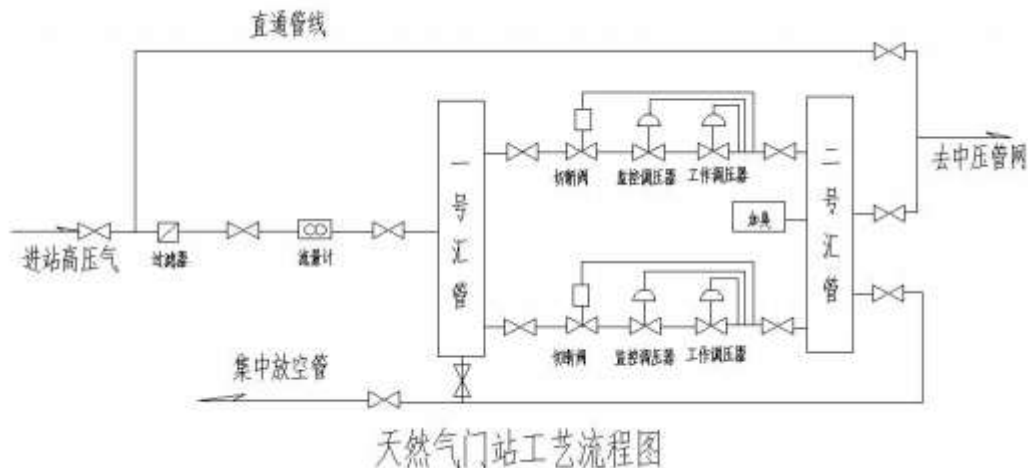 直通管线
切断阀
监控调压器
工作调压器
去中压管网
一号汇管
二号汇管
加臭
进站高压气
过滤器
流量计
切断阀
监控调压器
工作调压器
集中放空管
天然气门站工艺流程图